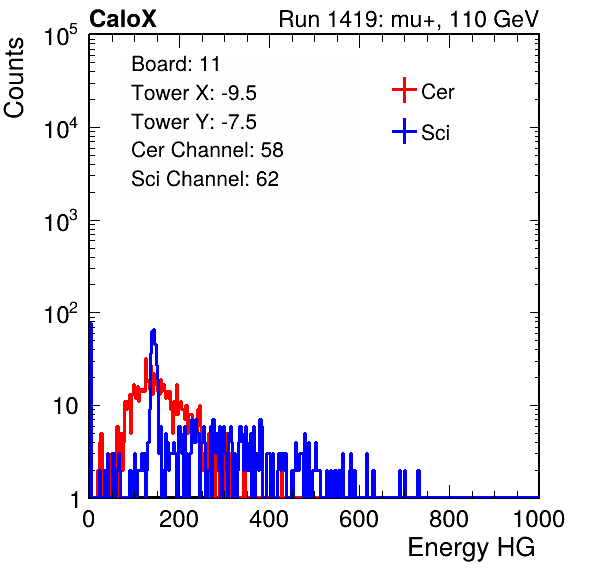 CaloX Run 1419: mu+, 110 GeV
Board: 11
Tower X: -9.5
Tower Y: -7.5
Cer Channel: 58
Sci Channel: 62
Cer
Sci
Counts
10^5
10^4
10^3
10^2
10
1
0 200 400 600 800 1000
Energy HG